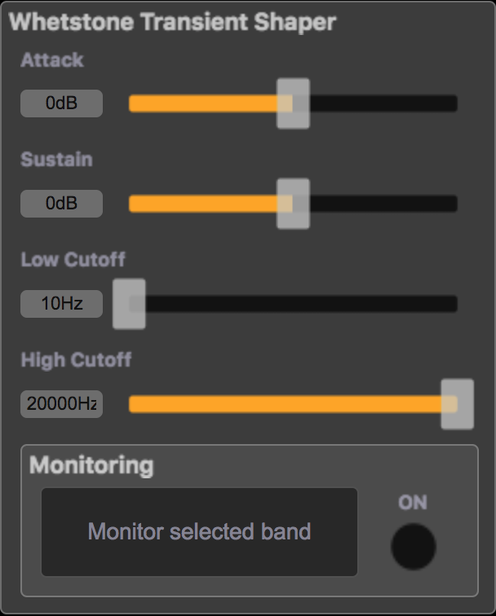 Whetstone Transient Shaper
Attack
0dB
Sustain
0dB
Low Cutoff
10Hz
High Cutoff
20000Hz
Monitoring
Monitor selected band
ON